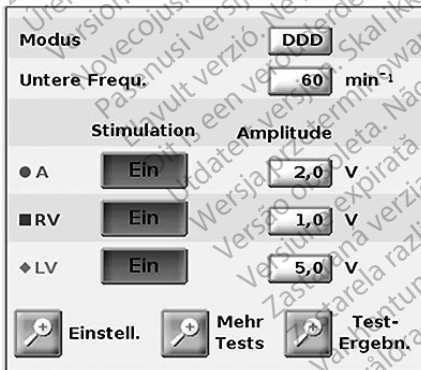 Modus DDD
Untere Frequ. 60 min⁻¹
Stimulation Amplitude
A Ein 2,0 V
RV Ein 1,0 V
LV Ein 5,0 V
Einstell. Mehr Tests Test-Ergebn.